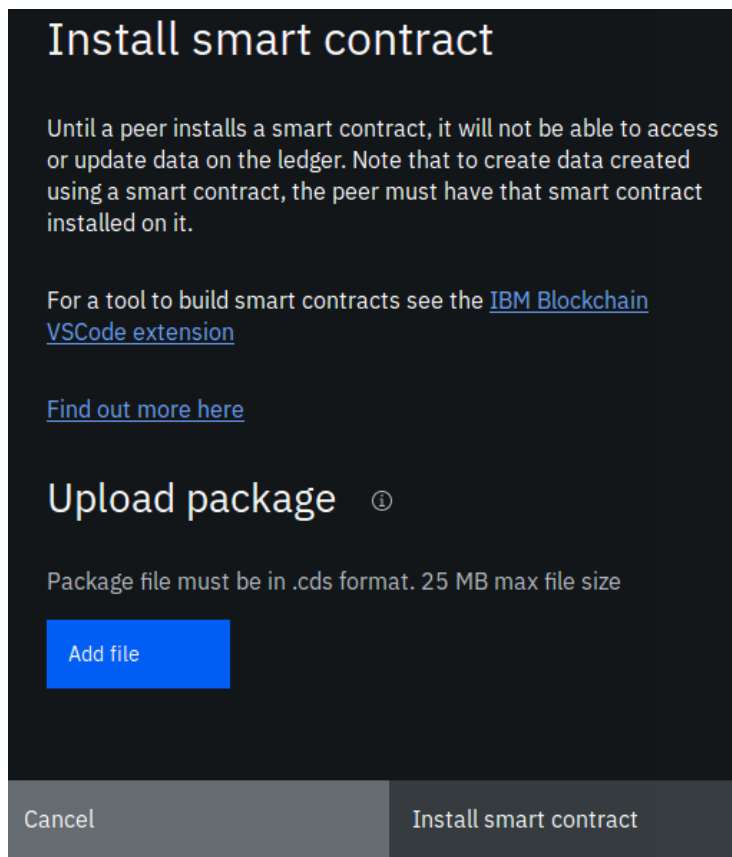 Install smart contract
Until a peer installs a smart contract, it will not be able to access
or update data on the ledger. Note that to create data created
using a smart contract, the peer must have that smart contract
installed on it.
For a tool to build smart contracts see the IBM Blockchain
VSCode extension
Find out more here
Upload package
Package file must be in .cds format. 25 MB max file size
Add file
Cancel
Install smart contract